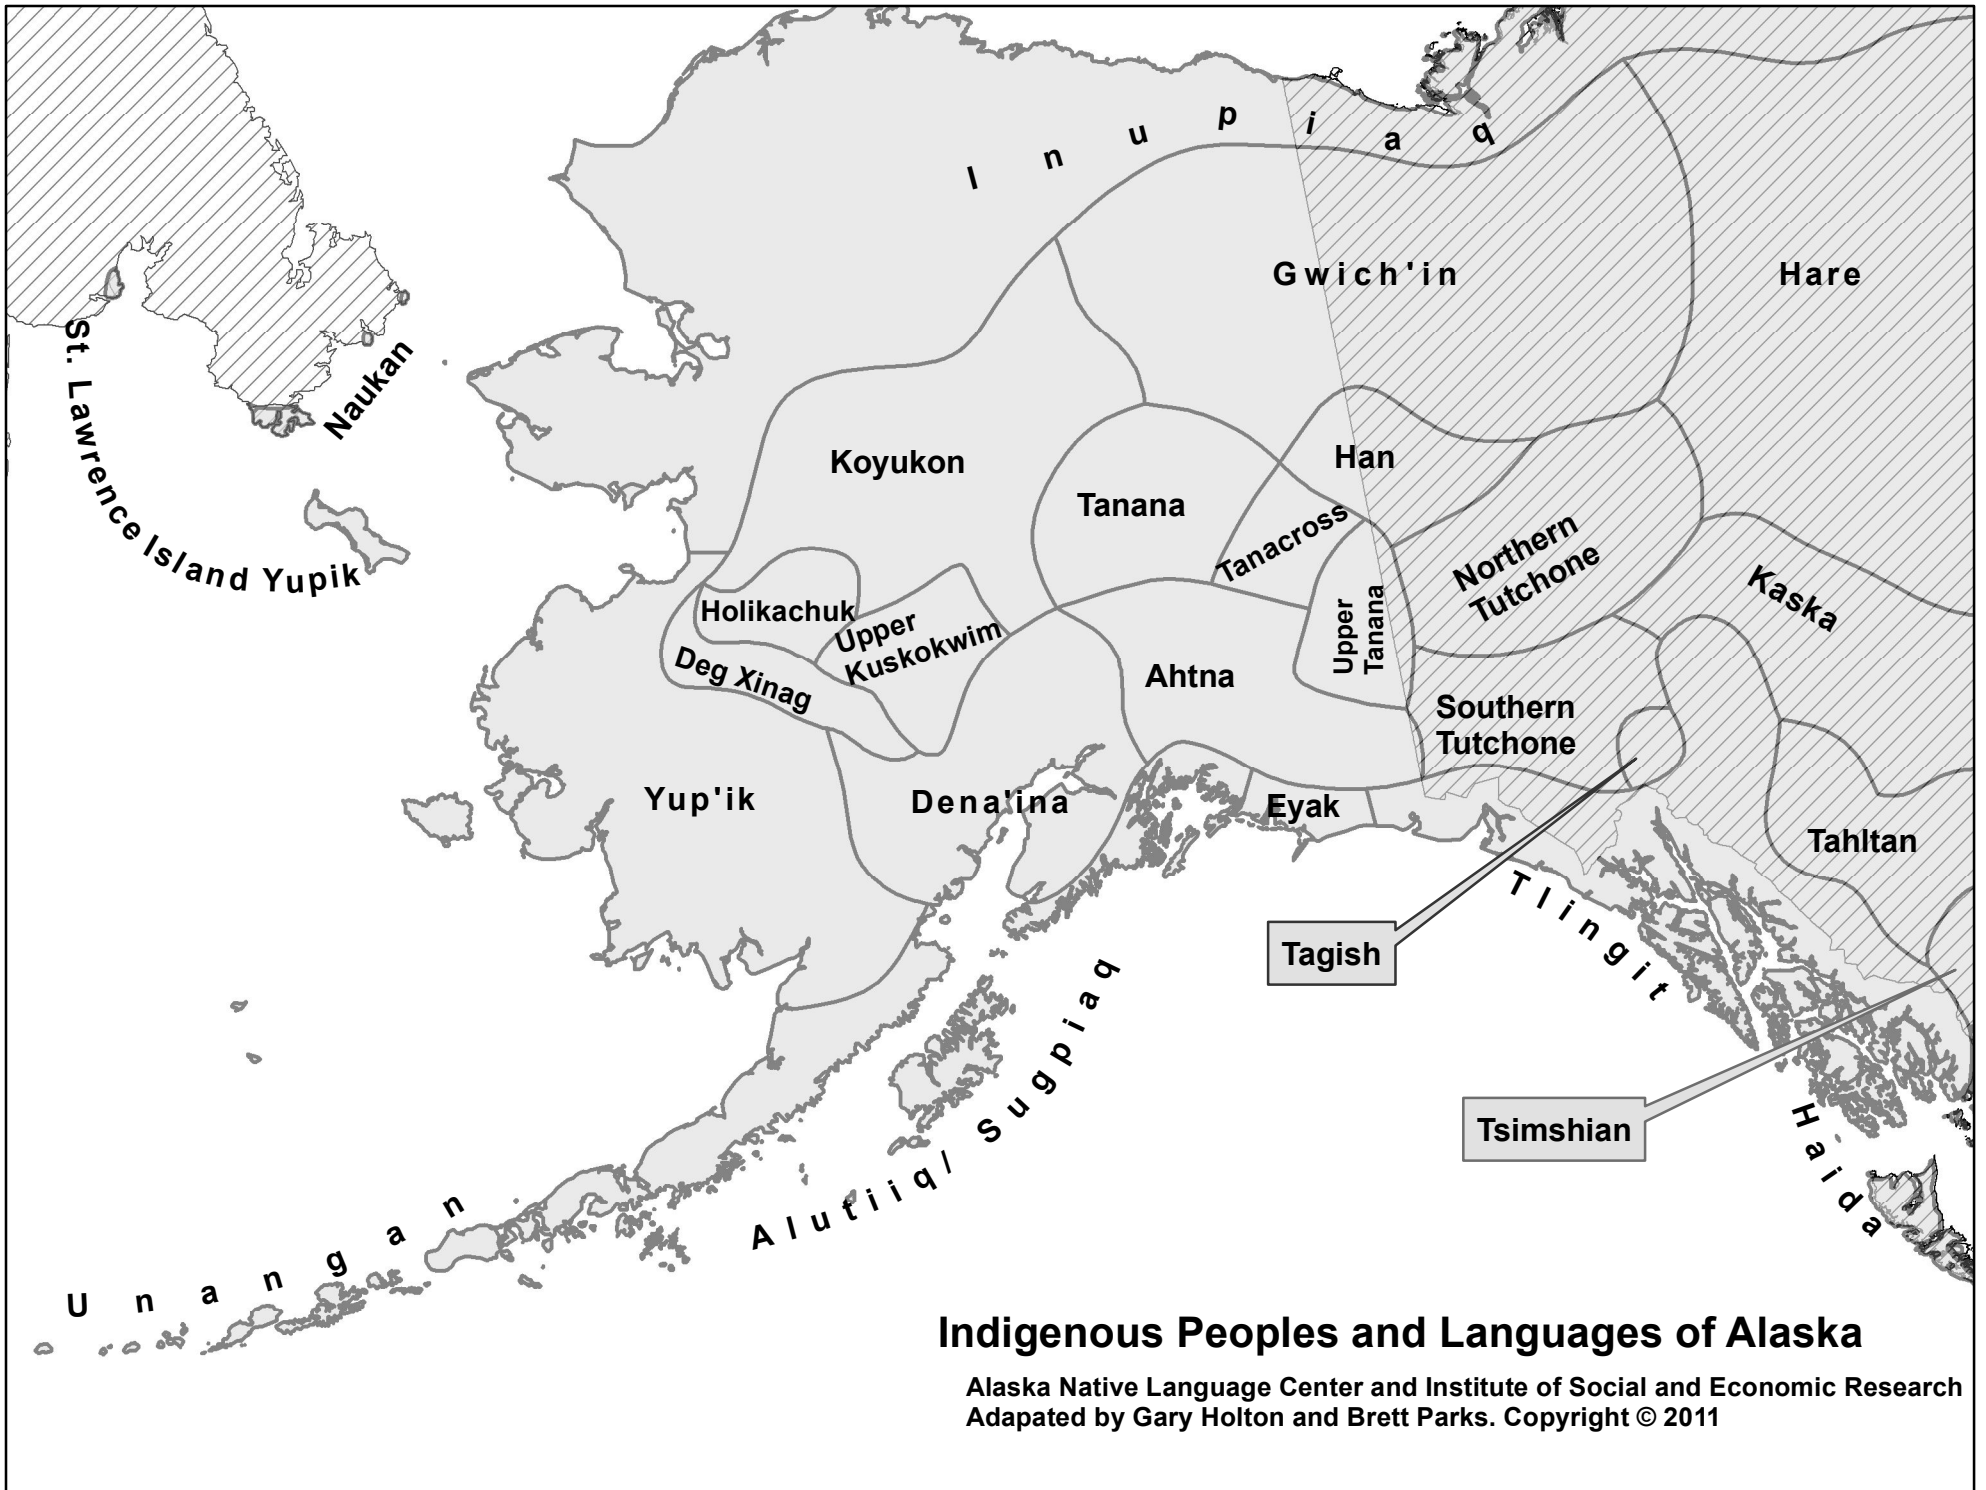 Inupiaq
Gwich'in
Hare
St. Lawrence Island Yupik
Naukan
Koyukon
Han
Tanana
Tanacross
Northern
Tutchone
Kaska
Holikachuk
Upper
Kuskokwim
Upper
Tanana
Deg Xinag
Ahtna
Southern
Tutchone
Yup'ik
Dena'ina
Eyak
Tahltan
Tlingit
Tagish
Alutiiq/ Sugpiaq
Tsimshian
Haida
Unangan
Indigenous Peoples and Languages of Alaska
Alaska Native Language Center and Institute of Social and Economic Research
Adapated by Gary Holton and Brett Parks. Copyright © 2011